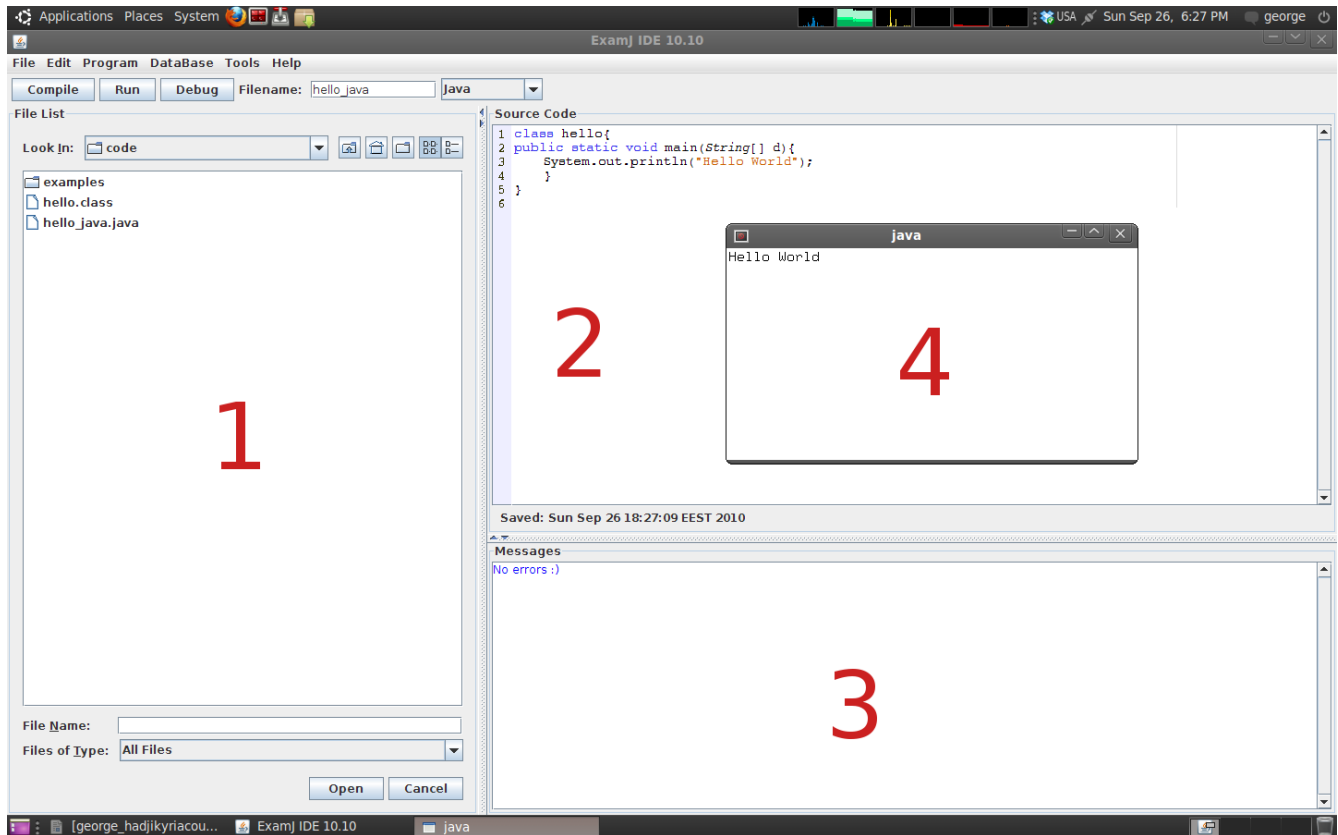 Applications Places System USA Sun Sep 26, 6:27 PM george
ExamJ IDE 10.10
File Edit Program DataBase Tools Help
Compile Run Debug Filename: hello_java Java
File List
Look In: code
examples
hello.class
hello_java.java
1
File Name:
Files of Type: All Files
Open Cancel
Source Code
1 class hello{
2 public static void main(String[] d){
3 System.out.println("Hello World");
4 }
5 }
6
2
java
Hello World
4
Saved: Sun Sep 26 18:27:09 EEST 2010
Messages
No errors :)
3
[george_hadjikyriacou... ExamJ IDE 10.10 java